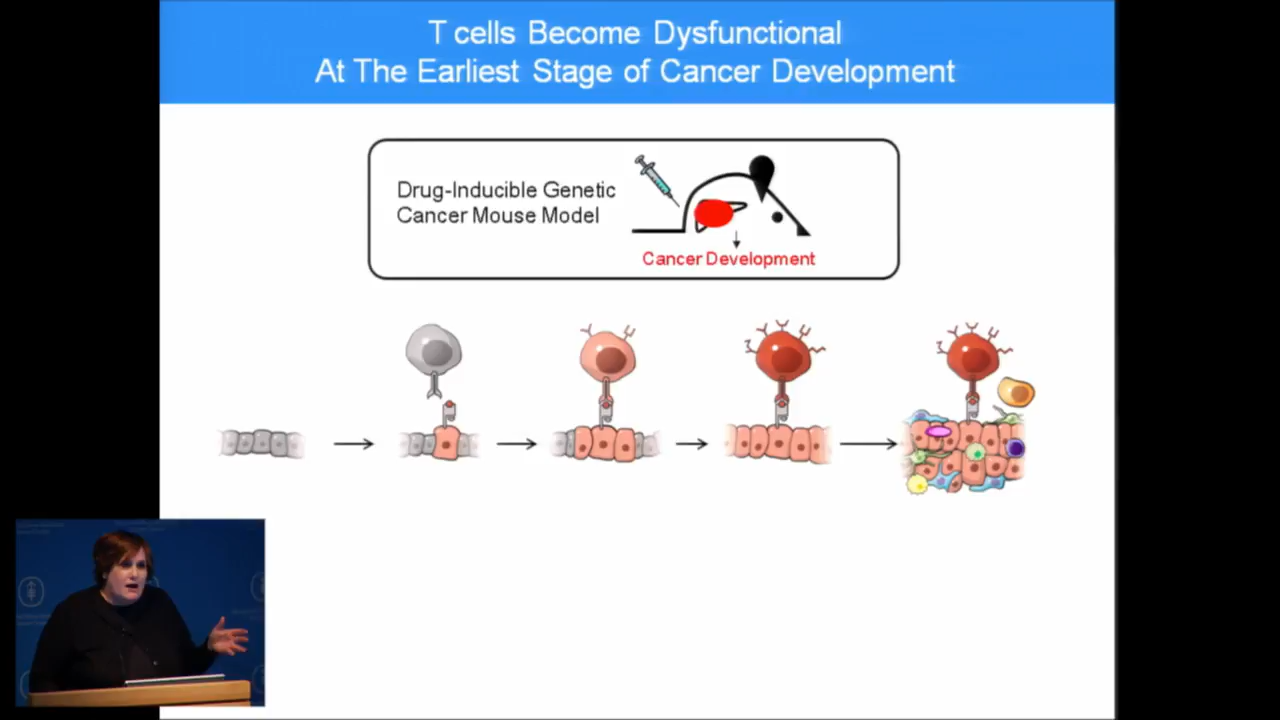 T cells Become Dysfunctional
At The Earliest Stage of Cancer Development
Drug-Inducible Genetic
Cancer Mouse Model
Cancer Development